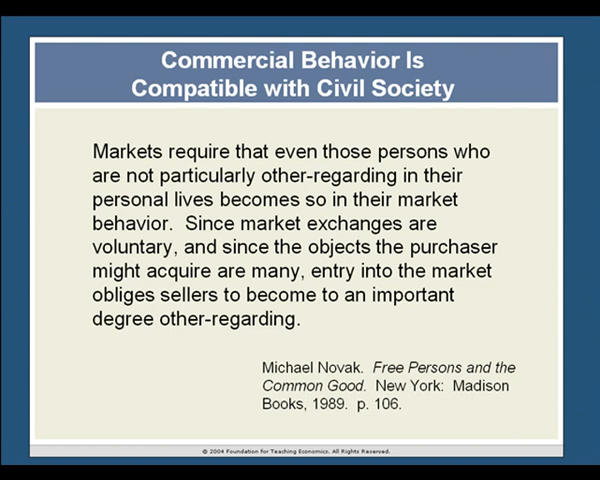 Commercial Behavior Is
Compatible with Civil Society
Markets require that even those persons who
are not particularly other-regarding in their
personal lives becomes so in their market
behavior. Since market exchanges are
voluntary, and since the objects the purchaser
might acquire are many, entry into the market
obliges sellers to become to an important
degree other-regarding.
Michael Novak. Free Persons and the
Common Good. New York: Madison
Books, 1989. p. 106.
© 2004 Foundation for Teaching Economics. All Rights Reserved.